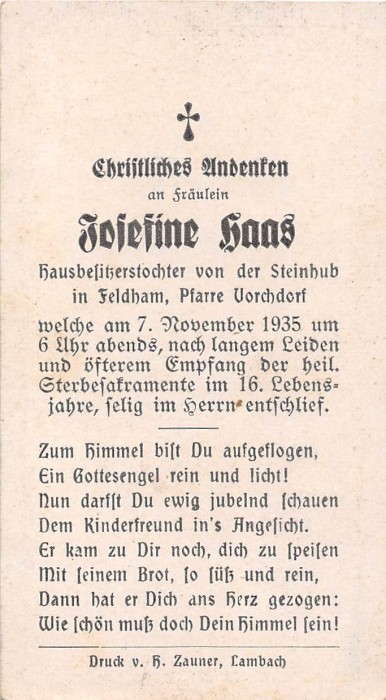 Christliches Andenken
an Fräulein
Josefine Haas
Hausbesitzerstochter von der Steinhub
in Feldham, Pfarre Vorchdorf
welche am 7. November 1935 um
6 Uhr abends, nach langem Leiden
und öfterem Empfang der heil.
Sterbesakramente im 16. Lebens-
jahre, selig im Herrn entschlief.
Zum Himmel bist Du aufgeflogen,
Ein Gottesengel rein und licht!
Nun darfst Du ewig jubelnd schauen
Dem Kinderfreund in's Angesicht.
Er kam zu Dir noch, dich zu speisen
Mit seinem Brot, so süß und rein,
Dann hat er Dich ans Herz gezogen:
Wie schön muß doch Dein Himmel sein!
Druck v. H. Zauner, Lambach